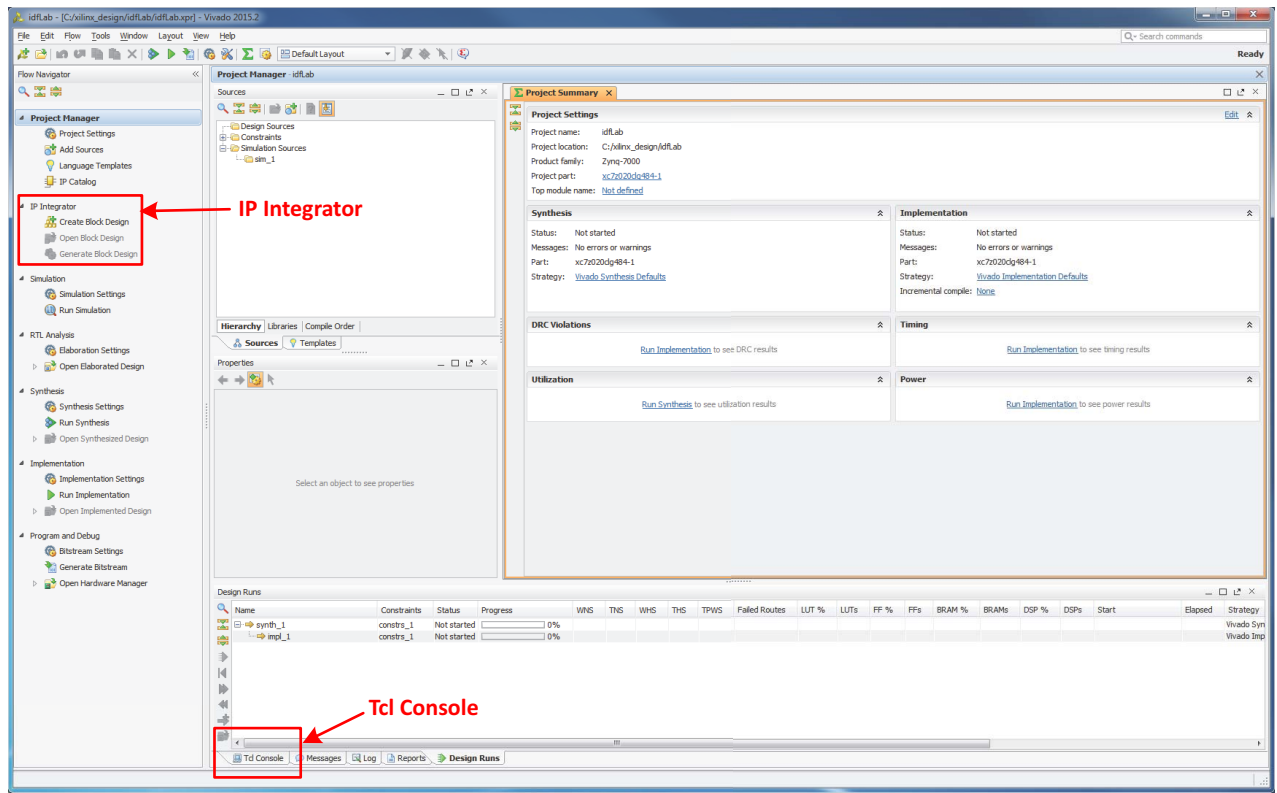 idfLab - [C:/xilinx_design/idfLab/idfLab.xpr] - Vivado 2015.2
File Edit Flow Tools Window Layout View Help
Search commands
Default Layout
Ready
Flow Navigator
Project Manager
Project Settings
Add Sources
Language Templates
IP Catalog
IP Integrator
Create Block Design
Open Block Design
Generate Block Design
Simulation
Simulation Settings
Run Simulation
RTL Analysis
Elaboration Settings
Open Elaborated Design
Synthesis
Synthesis Settings
Run Synthesis
Open Synthesized Design
Implementation
Implementation Settings
Run Implementation
Open Implemented Design
Program and Debug
Bitstream Settings
Generate Bitstream
Open Hardware Manager
IP Integrator
Project Manager - idfLab
Sources
Design Sources
Constraints
Simulation Sources
sim_1
Hierarchy Libraries Compile Order
Sources Templates
Properties
Select an object to see properties
Project Summary
Project Settings Edit
Project name: idfLab
Project location: C:/xilinx_design/idfLab
Product family: Zynq-7000
Project part: xc7z020clg484-1
Top module name: Not defined
Synthesis
Status: Not started
Messages: No errors or warnings
Part: xc7z020clg484-1
Strategy: Vivado Synthesis Defaults
Implementation
Status: Not started
Messages: No errors or warnings
Part: xc7z020clg484-1
Strategy: Vivado Implementation Defaults
Incremental compile: None
DRC Violations
Run Implementation to see DRC results
Timing
Run Implementation to see timing results
Utilization
Run Synthesis to see utilization results
Power
Run Implementation to see power results
Design Runs
Name Constraints Status Progress WNS TNS WHS THS TPWS Failed Routes LUT % LUTs FF % FFs BRAM % BRAMs DSP % DSPs Start Elapsed Strategy
synth_1 constrs_1 Not started 0% Vivado Syn
impl_1 constrs_1 Not started 0% Vivado Imp
Tcl Console
Tcl Console Messages Log Reports Design Runs